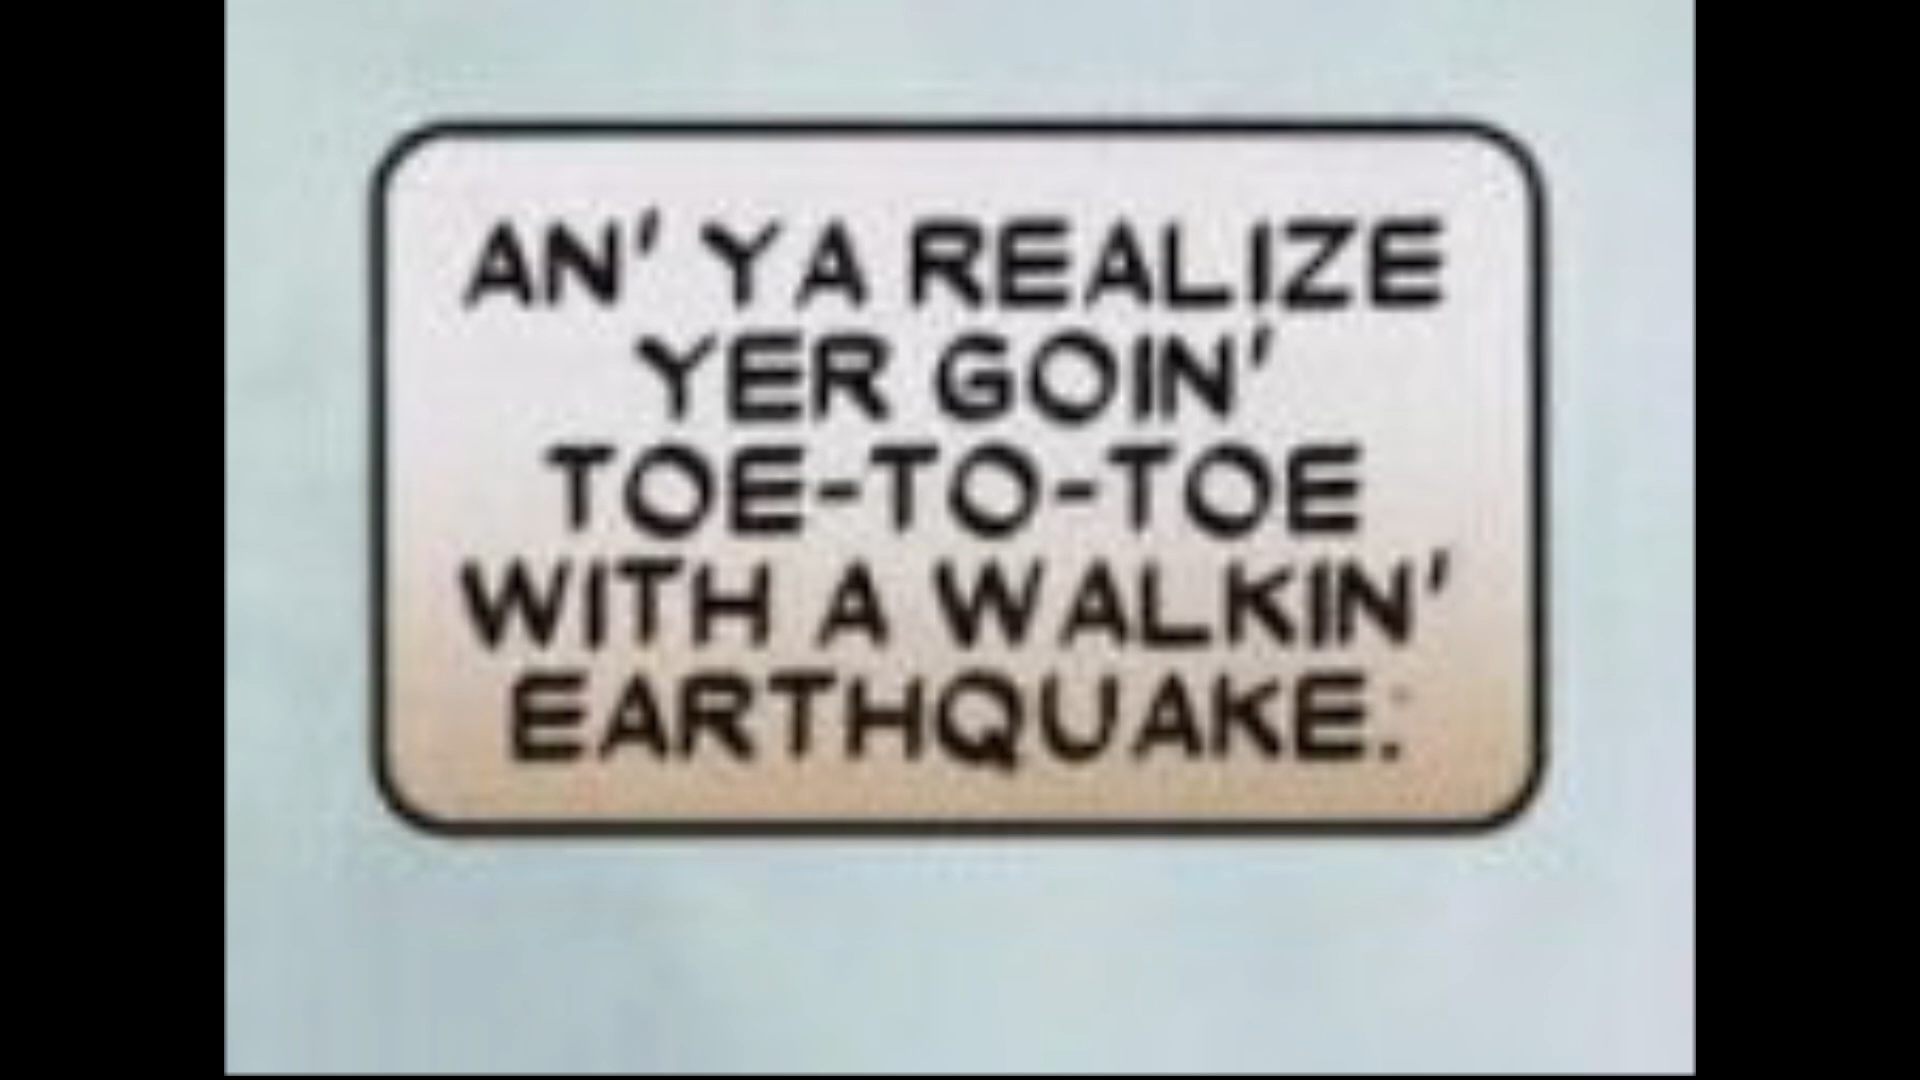 AN' YA REALIZE
YER GOIN'
TOE-TO-TOE
WITH A WALKIN'
EARTHQUAKE.